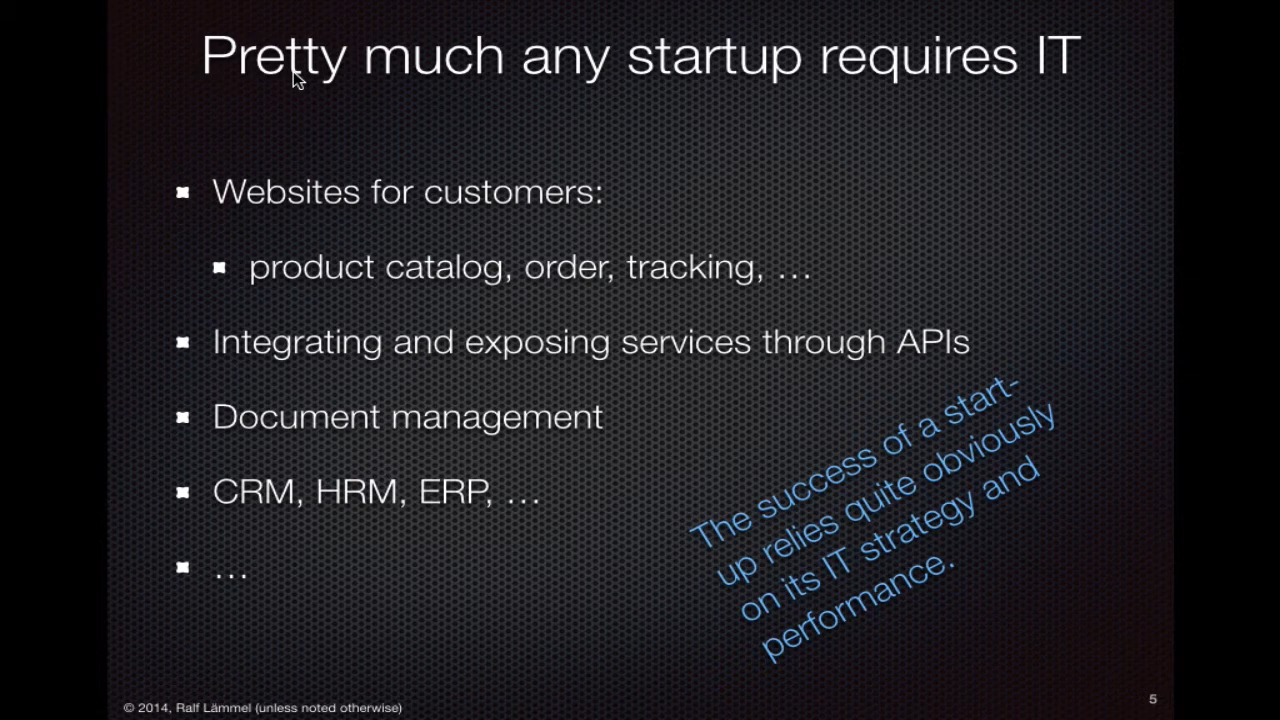 Pretty much any startup requires IT
Websites for customers:
product catalog, order, tracking, …
Integrating and exposing services through APIs
Document management
CRM, HRM, ERP, …
…
The success of a start-
up relies quite obviously
on its IT strategy and
performance.
© 2014, Ralf Lämmel (unless noted otherwise)
5